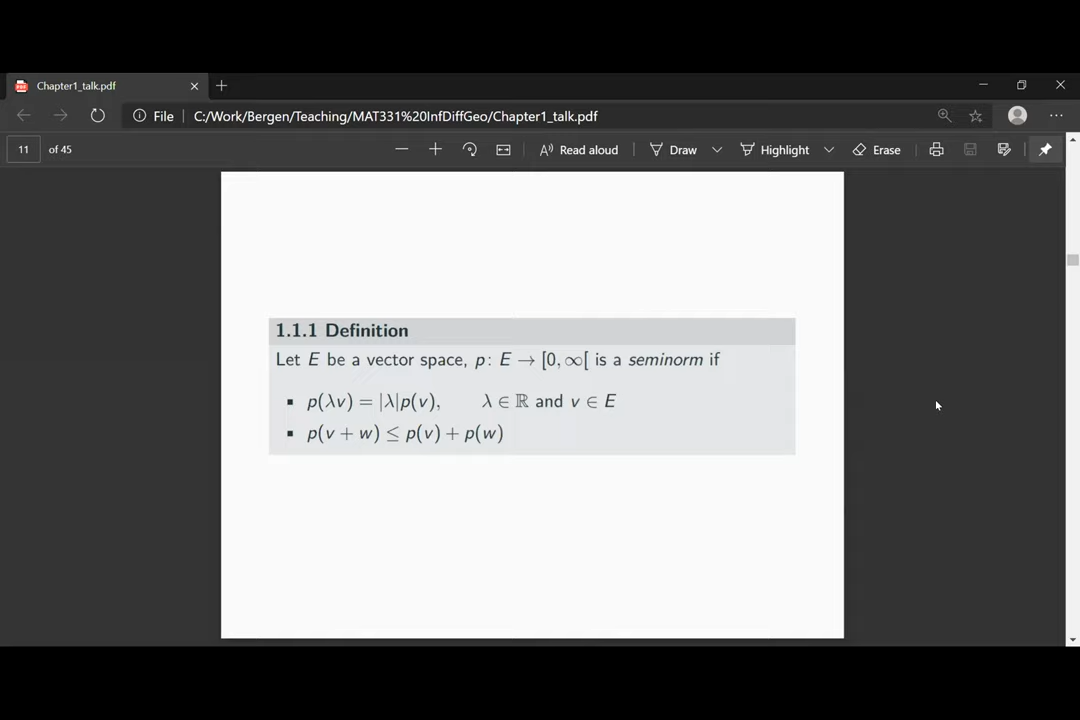 Chapter1_talk.pdf
File | C:/Work/Bergen/Teaching/MAT331%20InfDiffGeo/Chapter1_talk.pdf
11 of 45 Read aloud Draw Highlight Erase
1.1.1 Definition
Let E be a vector space, p: E → [0, ∞[ is a seminorm if
▪ p(λv) = |λ|p(v), λ ∈ ℝ and v ∈ E
▪ p(v + w) ≤ p(v) + p(w)